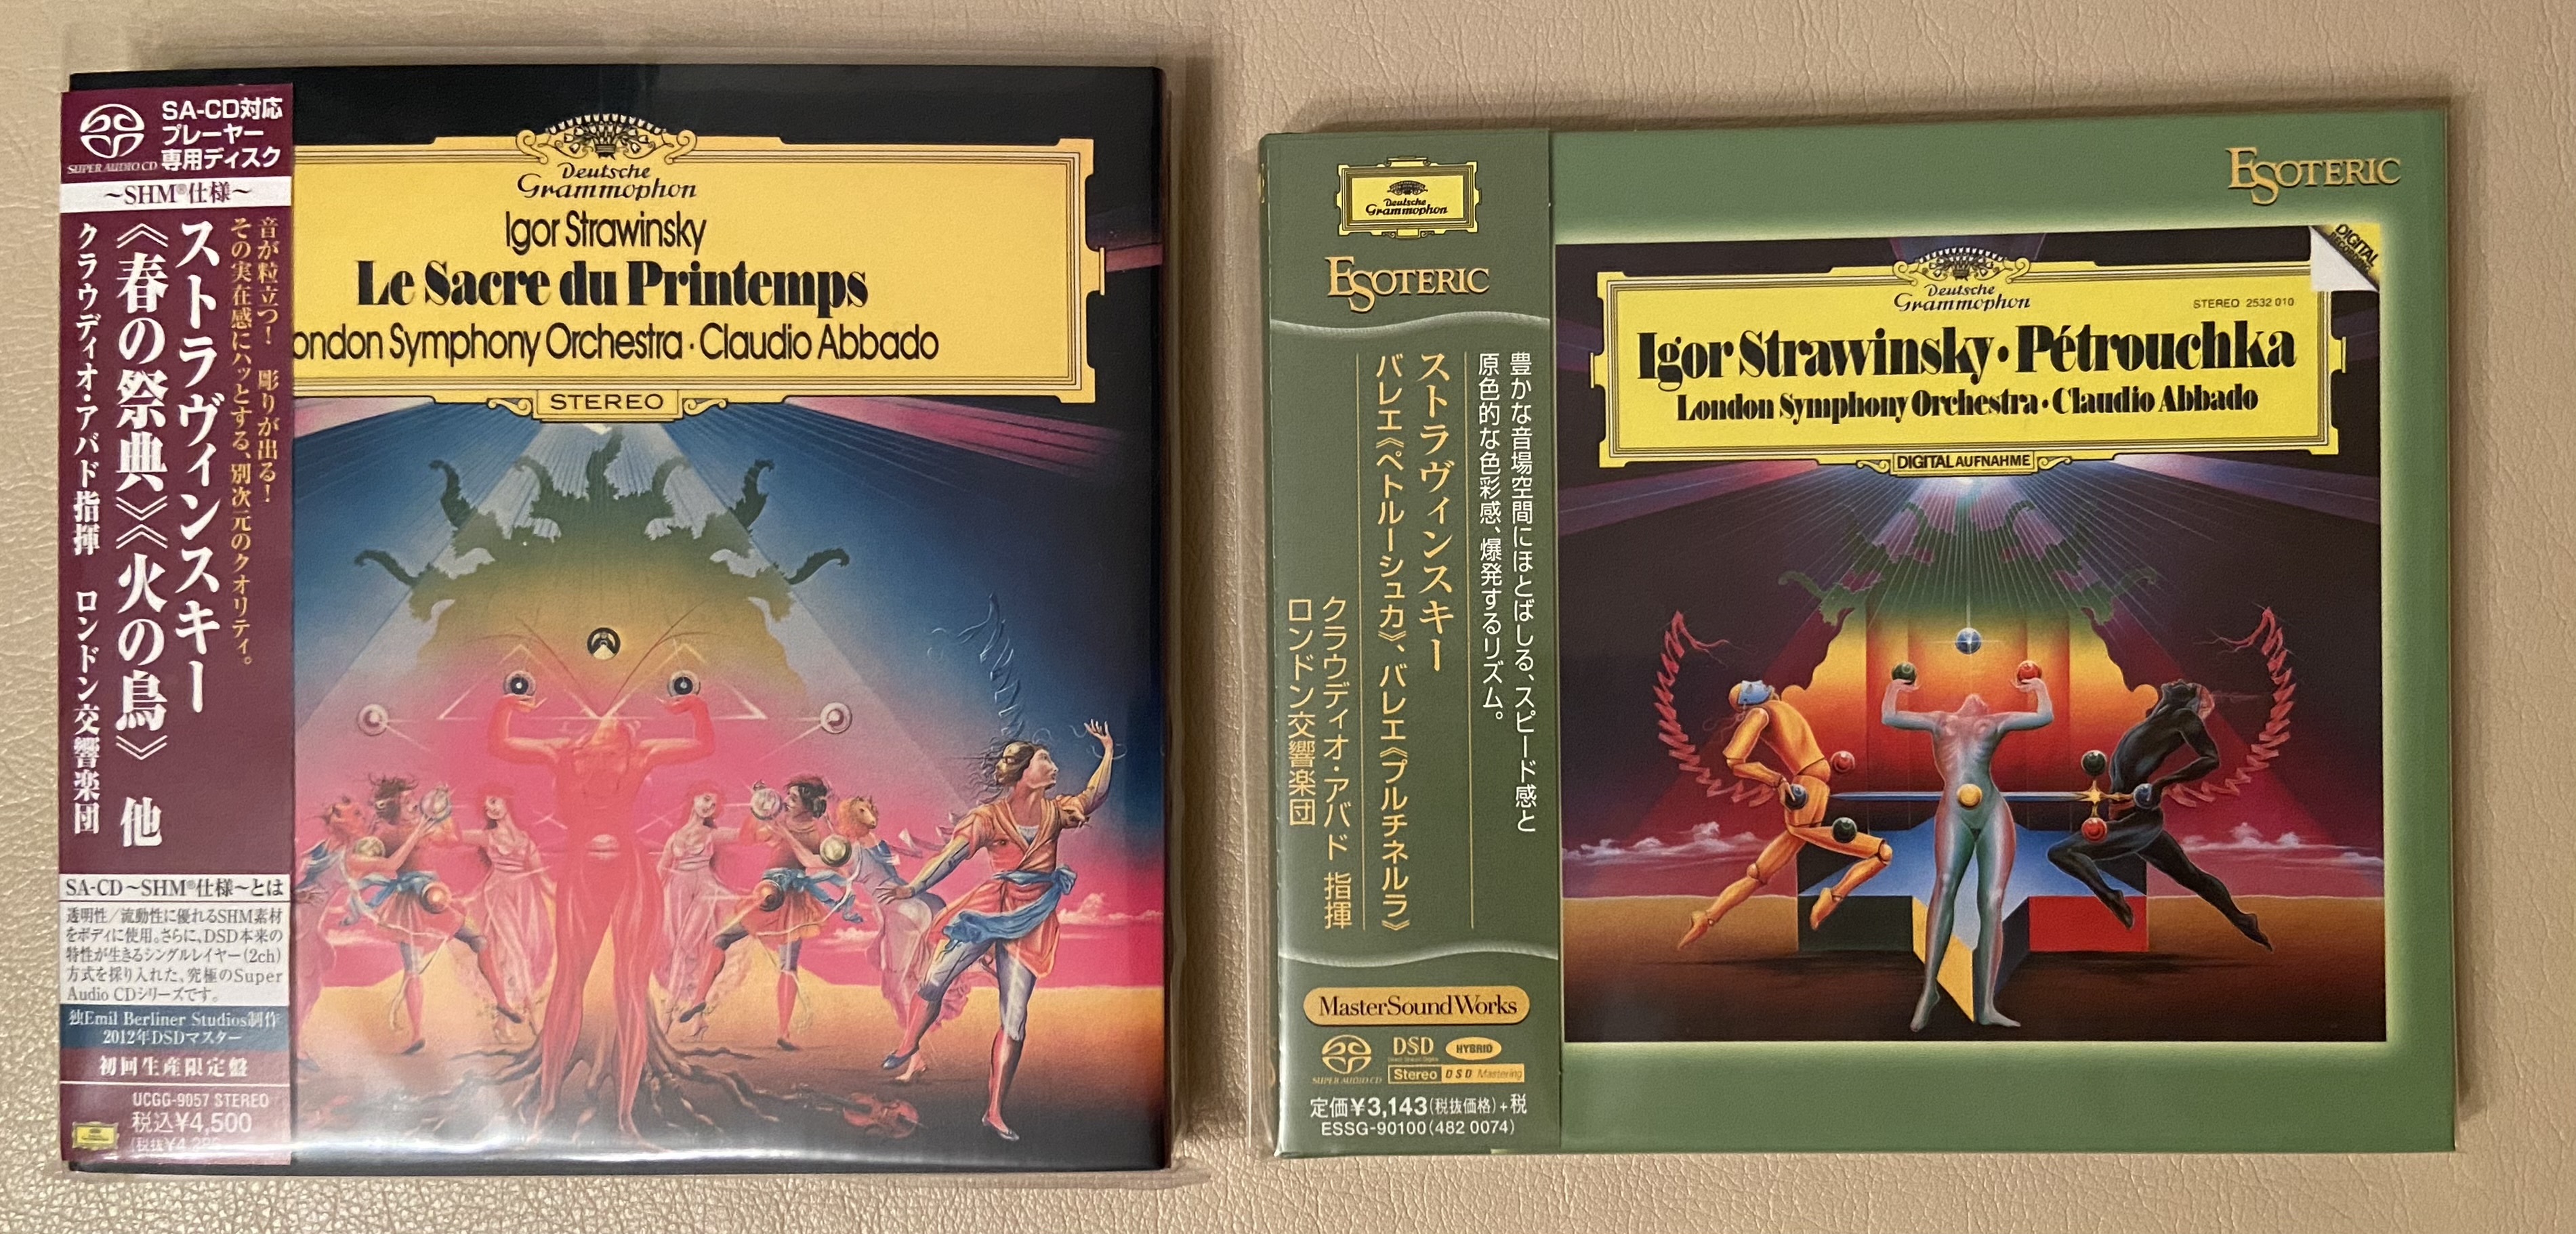 SA-CD対応
プレーヤー
専用ディスク
SUPER AUDIO CD
〜SHM®仕様〜
音が粒立つ! 彫りが出る!
その実在感にハッとする、別次元のクオリティ。
ストラヴィンスキー
《春の祭典》《火の鳥》 他
クラウディオ・アバド指揮 ロンドン交響楽団
SA-CD〜SHM®仕様〜とは
透明性/流動性に優れるSHM素材
をボディに使用。さらに、DSD本来の
特性が生きるシングルレイヤー(2ch)
方式を採り入れた、究極のSuper
Audio CDシリーズです。
独Emil Berliner Studios制作
2012年DSDマスター
初回生産限定盤
UCGG-9057 STEREO
税込¥4,500
(税抜¥4,286
Deutsche
Grammophon
Igor Strawinsky
Le Sacre du Printemps
ondon Symphony Orchestra · Claudio Abbado
STEREO
Deutsche
Grammophon
ESOTERIC
豊かな音場空間にほとばしる、スピード感と
原色的な色彩感、爆発するリズム。
ストラヴィンスキー
バレエ《ペトルーシュカ》、バレエ《プルチネルラ》
クラウディオ・アバド 指揮
ロンドン交響楽団
MasterSoundWorks
SUPER AUDIO CD
DSD
HYBRID
Stereo DSD Mastering
定価¥3,143(税抜価格)+税
ESSG-90100(482 0074)
ESOTERIC
DIGITAL
RECORDING
Deutsche
Grammophon
STEREO 2532 010
Igor Strawinsky · Pétrouchka
London Symphony Orchestra · Claudio Abbado
DIGITAL AUFNAHME